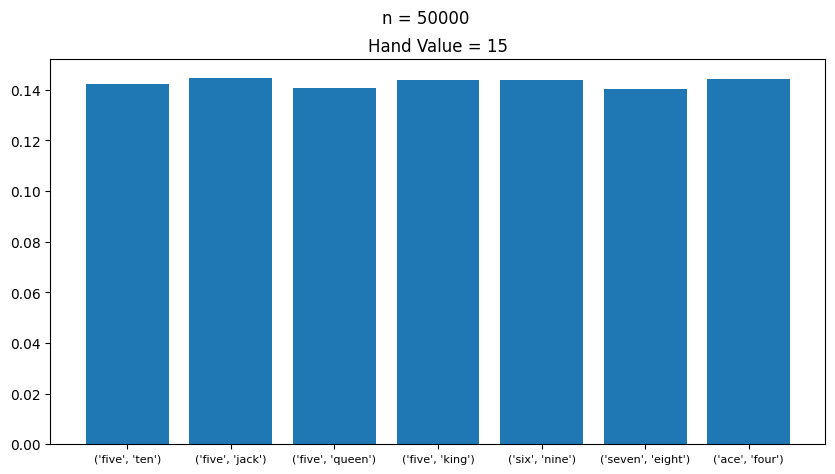 n = 50000
Hand Value = 15
0.14
0.12
0.10
0.08
0.06
0.04
0.02
0.00
('five', 'ten') ('five', 'jack') ('five', 'queen') ('five', 'king') ('six', 'nine') ('seven', 'eight') ('ace', 'four')